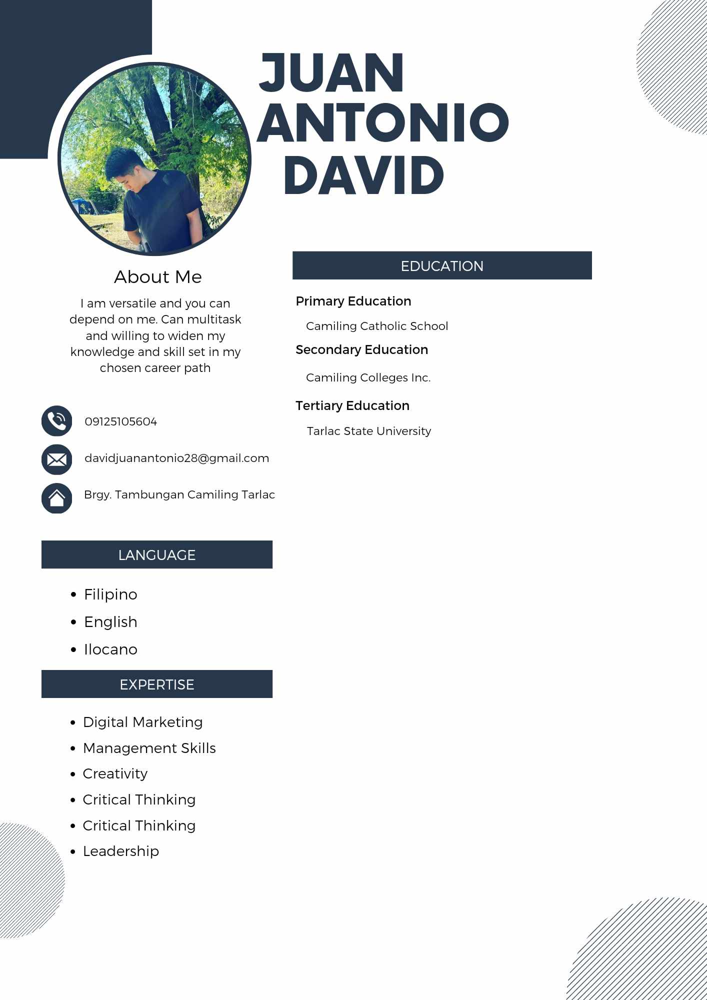 JUAN
ANTONIO
DAVID
About Me
I am versatile and you can
depend on me. Can multitask
and willing to widen my
knowledge and skill set in my
chosen career path
09125105604
davidjuanantonio28@gmail.com
Brgy. Tambungan Camiling Tarlac
LANGUAGE
Filipino
English
Ilocano
EXPERTISE
Digital Marketing
Management Skills
Creativity
Critical Thinking
Critical Thinking
Leadership
EDUCATION
Primary Education
Camiling Catholic School
Secondary Education
Camiling Colleges Inc.
Tertiary Education
Tarlac State University